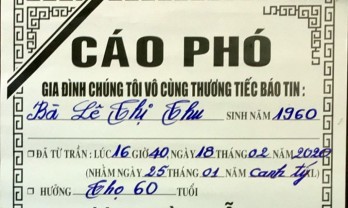 CÁO PHÓ
GIA ĐÌNH CHÚNG TÔI VÔ CÙNG THƯƠNG TIẾC BÁO TIN :
Bà Lê Thị Thu SINH NĂM 1960
ĐÃ TỪ TRẦN : LÚC 16 GIỜ 40, NGÀY 18 THÁNG 02 NĂM 2020
(NHẰM NGÀY 25 THÁNG 01 NĂM canh tý ÂL)
HƯỞNG Thọ 60 TUỔI